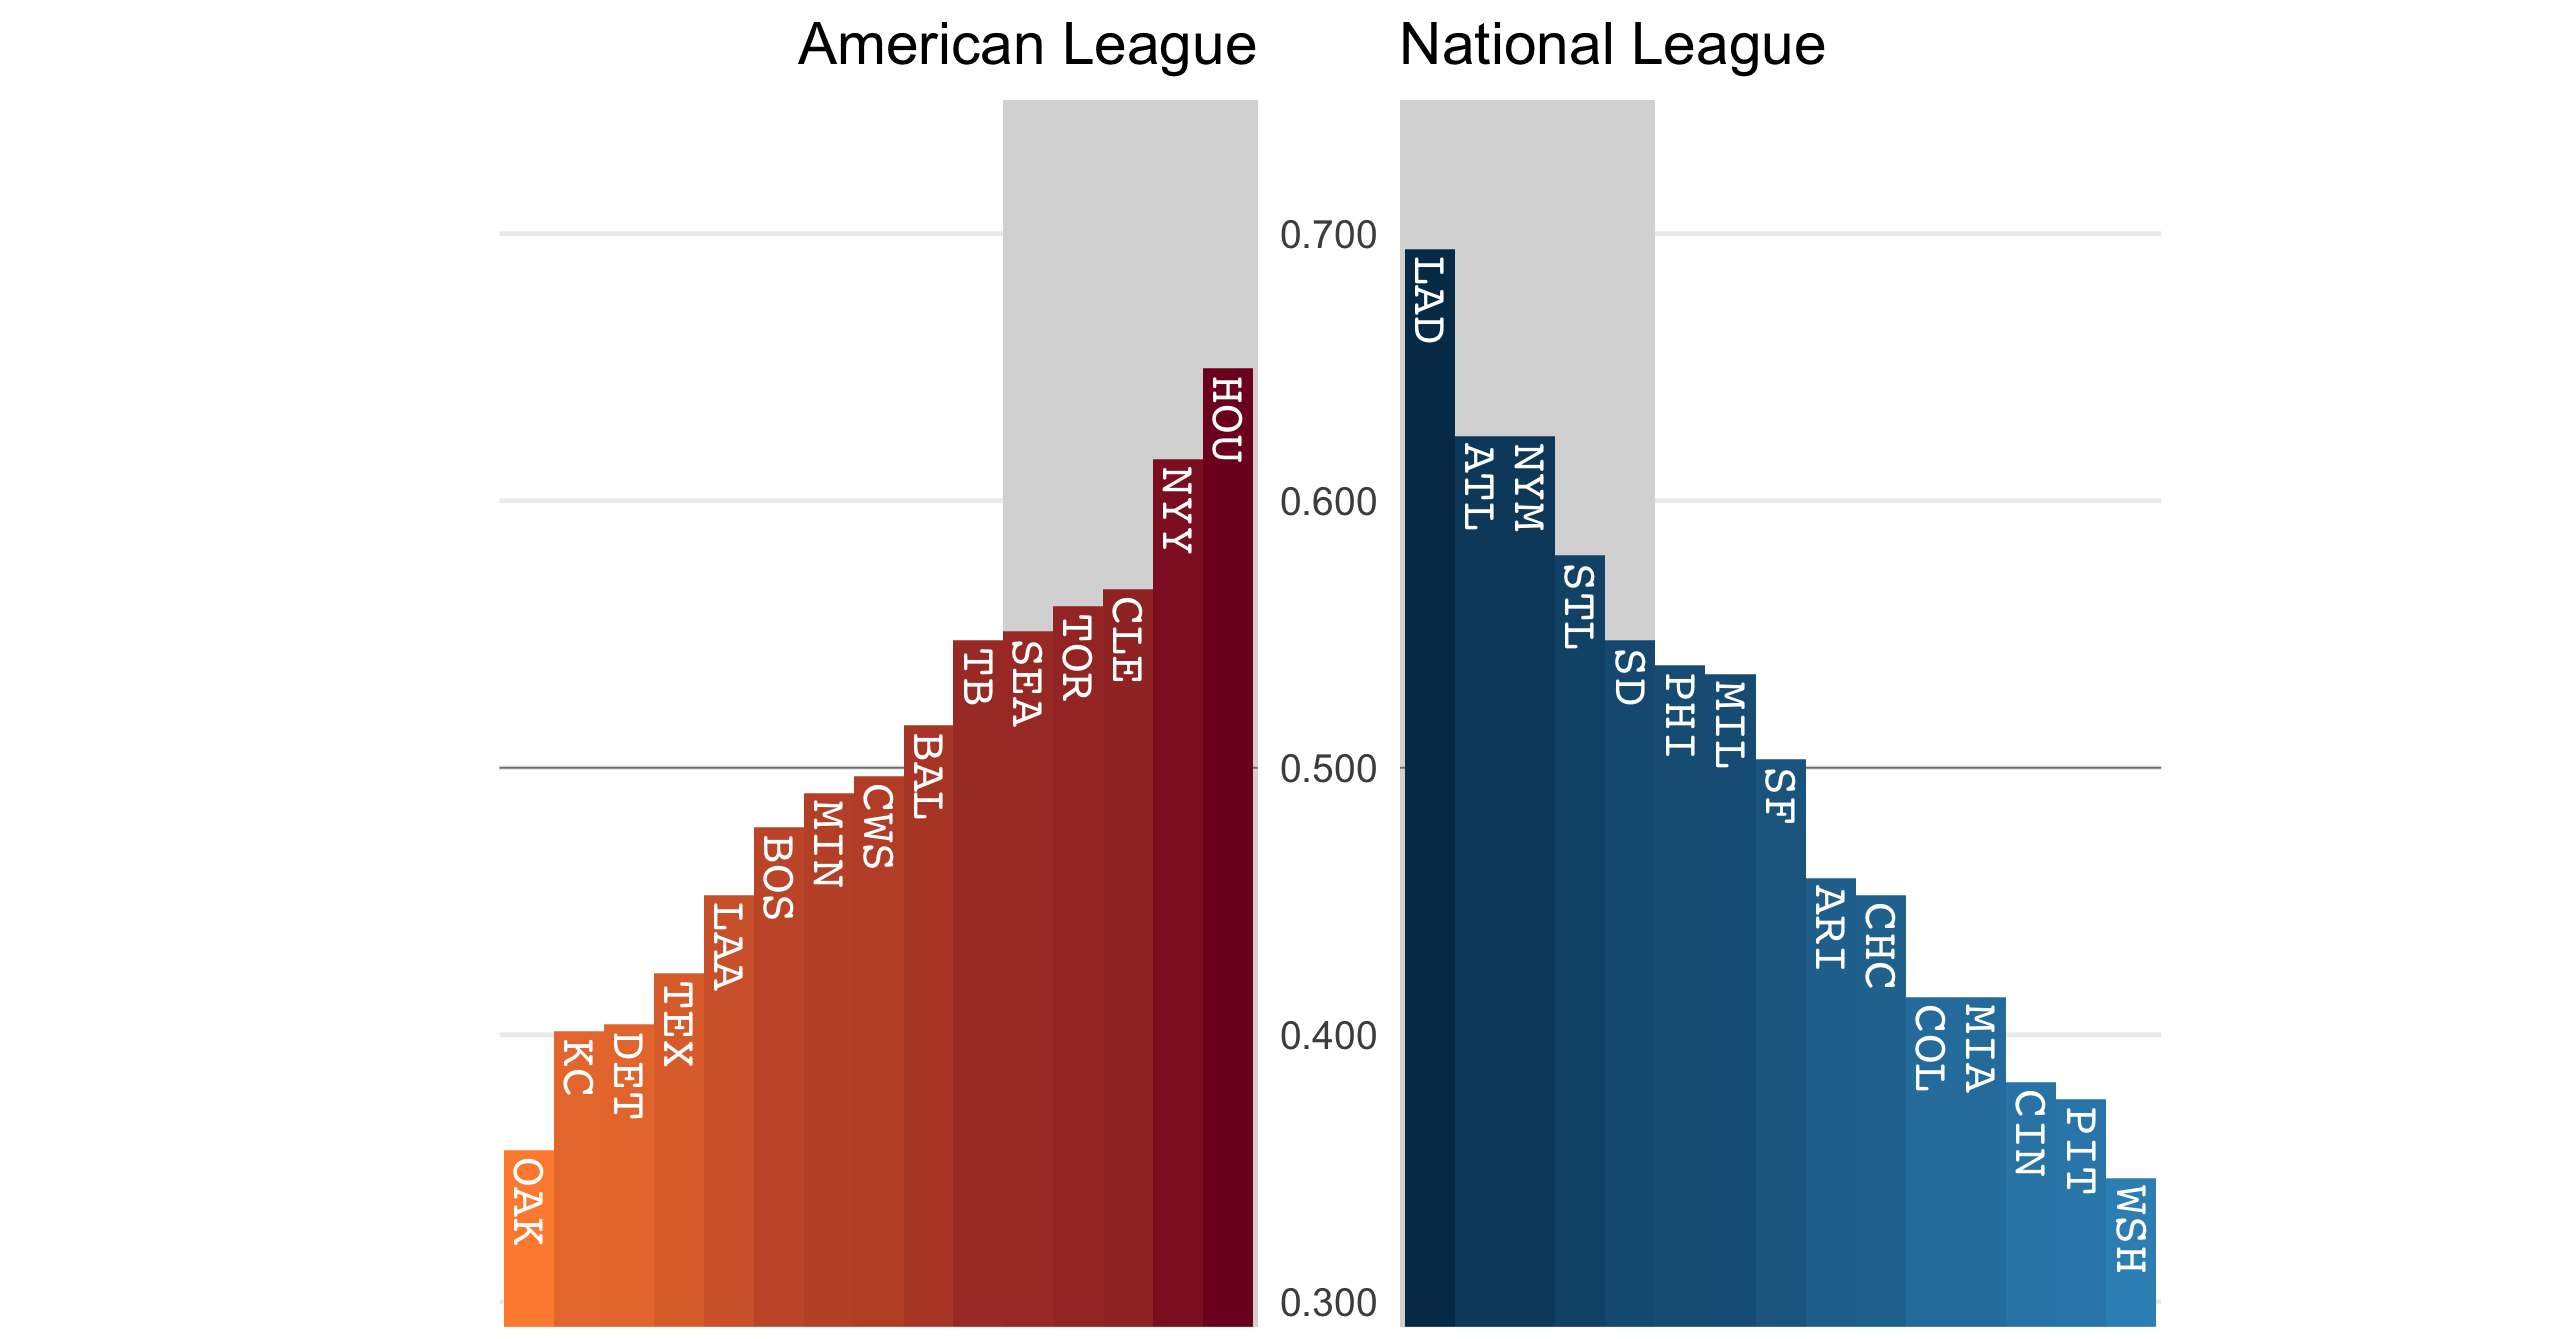 American League
National League
0.700
0.600
0.500
0.400
0.300
OAK
KC
DET
TEX
LAA
BOS
MIN
CWS
BAL
TB
SEA
TOR
CLE
NYY
HOU
LAD
ATL
NYM
STL
SD
PHI
MIL
SF
ARI
CHC
COL
MIA
CIN
PIT
WSH